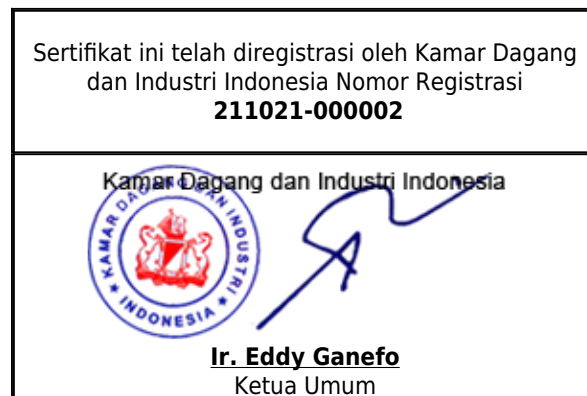 Sertifikat ini telah diregistrasi oleh Kamar Dagang
dan Industri Indonesia Nomor Registrasi
211021-000002
Kamar Dagang dan Industri Indonesia
KAMAR DAGANG DAN INDUSTRI
INDONESIA
Ir. Eddy Ganefo
Ketua Umum